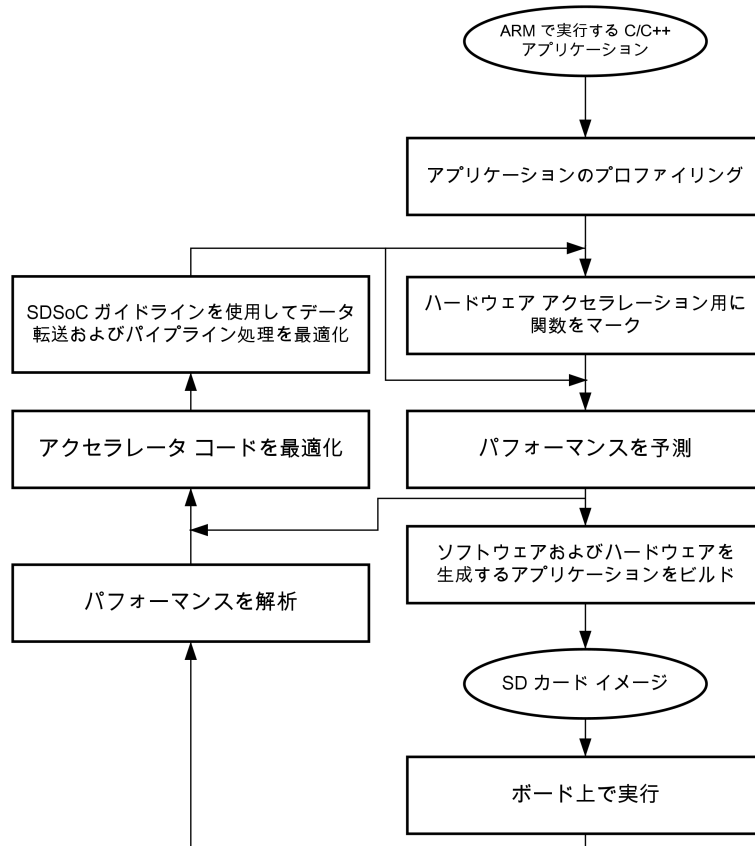 ARM で実行する C/C++
アプリケーション
アプリケーションのプロファイリング
SDSoC ガイドラインを使用してデータ
転送およびパイプライン処理を最適化
ハードウェア アクセラレーション用に
関数をマーク
アクセラレータ コードを最適化
パフォーマンスを予測
ソフトウェアおよびハードウェアを
生成するアプリケーションをビルド
パフォーマンスを解析
SD カード イメージ
ボード上で実行